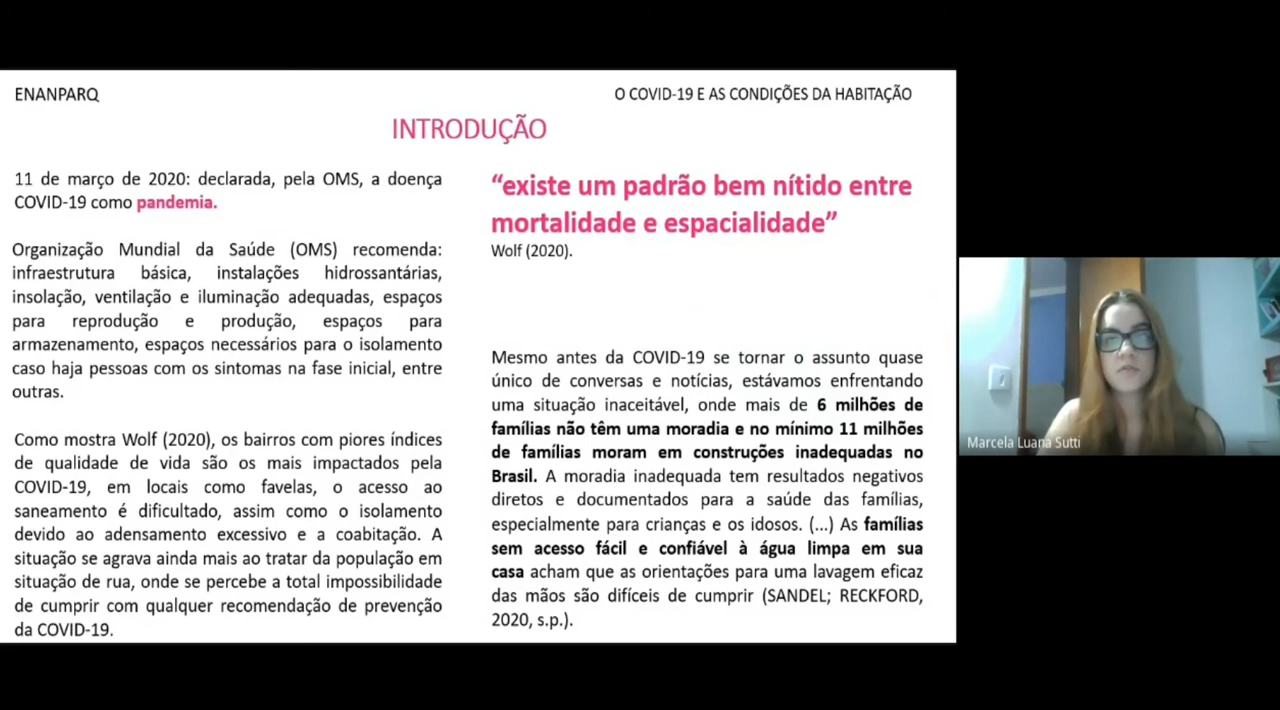 ENANPARQ
O COVID-19 E AS CONDIÇÕES DA HABITAÇÃO
INTRODUÇÃO
11 de março de 2020: declarada, pela OMS, a doença
COVID-19 como pandemia.
Organização Mundial da Saúde (OMS) recomenda:
infraestrutura básica, instalações hidrossantárias,
insolação, ventilação e iluminação adequadas, espaços
para reprodução e produção, espaços para
armazenamento, espaços necessários para o isolamento
caso haja pessoas com os sintomas na fase inicial, entre
outras.
Como mostra Wolf (2020), os bairros com piores índices
de qualidade de vida são os mais impactados pela
COVID-19, em locais como favelas, o acesso ao
saneamento é dificultado, assim como o isolamento
devido ao adensamento excessivo e a coabitação. A
situação se agrava ainda mais ao tratar da população em
situação de rua, onde se percebe a total impossibilidade
de cumprir com qualquer recomendação de prevenção
da COVID-19.
“existe um padrão bem nítido entre
mortalidade e espacialidade”
Wolf (2020).
Mesmo antes da COVID-19 se tornar o assunto quase
único de conversas e notícias, estávamos enfrentando
uma situação inaceitável, onde mais de 6 milhões de
famílias não têm uma moradia e no mínimo 11 milhões
de famílias moram em construções inadequadas no
Brasil. A moradia inadequada tem resultados negativos
diretos e documentados para a saúde das famílias,
especialmente para crianças e os idosos. (...) As famílias
sem acesso fácil e confiável à água limpa em sua
casa acham que as orientações para uma lavagem eficaz
das mãos são difíceis de cumprir (SANDEL; RECKFORD,
2020, s.p.).
Marcela Luana Sutti